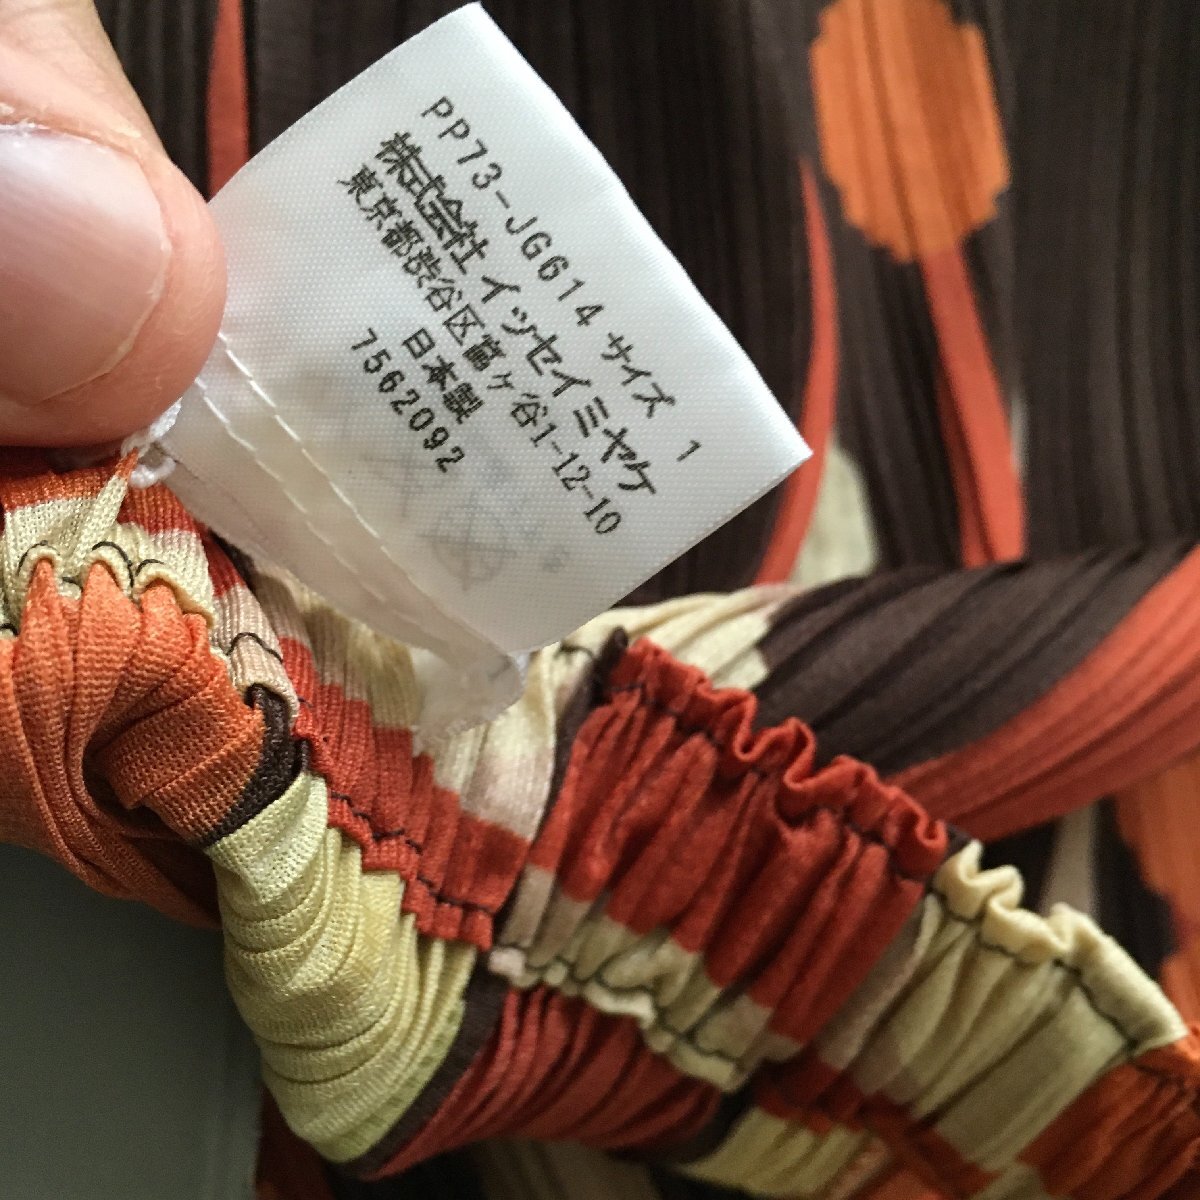 PP73-JG614 サイズ 1
株式会社 イッセイミヤケ
東京都渋谷区富ヶ谷1-12-10
日本製
7562092